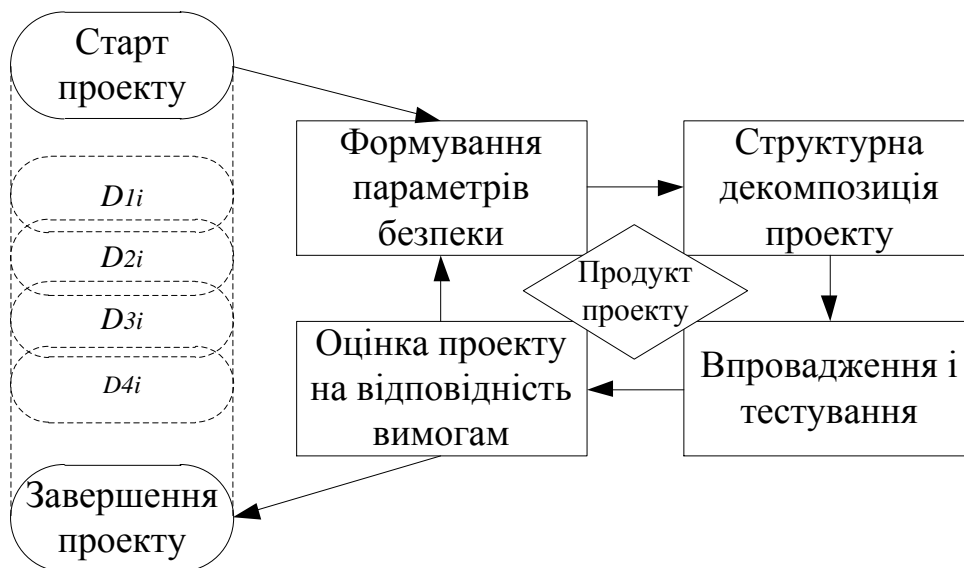 Старт
проекту
D1i
D2i
D3i
D4i
Завершення
проекту
Формування
параметрів
безпеки
Структурна
декомпозиція
проекту
Продукт
проекту
Оцінка проекту
на відповідність
вимогам
Впровадження і
тестування